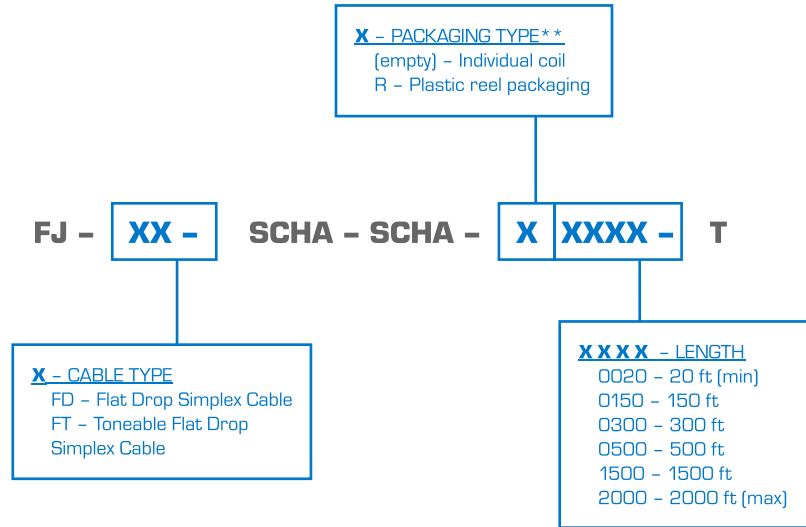 X – PACKAGING TYPE**
(empty) – Individual coil
R – Plastic reel packaging
FJ – XX – SCHA – SCHA – X XXXX – T
X – CABLE TYPE
FD – Flat Drop Simplex Cable
FT – Toneable Flat Drop
Simplex Cable
X X X X – LENGTH
0020 – 20 ft (min)
0150 – 150 ft
0300 – 300 ft
0500 – 500 ft
1500 – 1500 ft
2000 – 2000 ft (max)